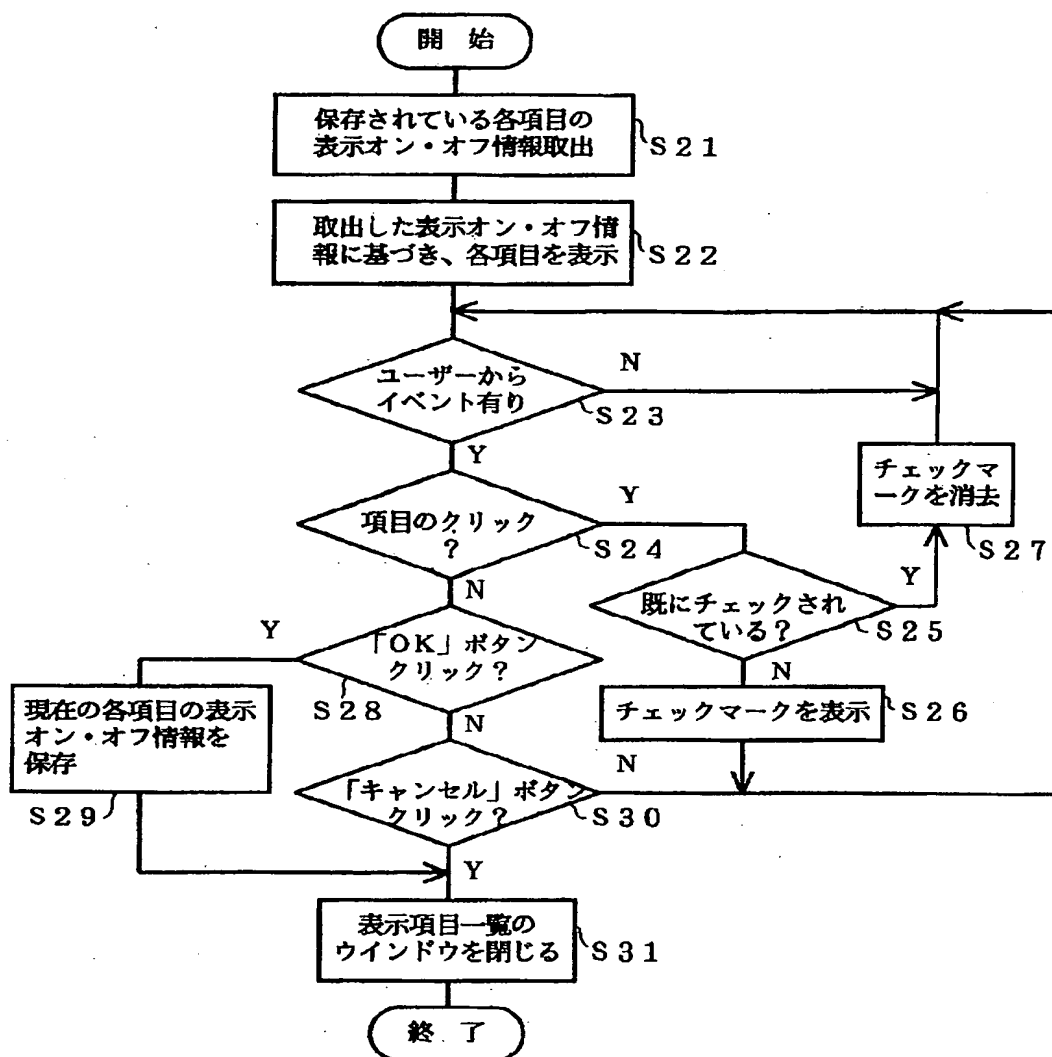 開 始
保存されている各項目の
表示オン・オフ情報取出
S21
取出した表示オン・オフ情
報に基づき、各項目を表示
S22
ユーザーから
イベント有り
N
S23
Y
項目のクリック
?
Y
S24
N
チェックマ
ークを消去
S27
Y
既にチェックされ
ている?
S25
N
チェックマークを表示
S26
「OK」ボタン
クリック?
Y
S28
N
現在の各項目の表示
オン・オフ情報を
保存
S29
「キャンセル」ボタン
クリック?
N
S30
Y
表示項目一覧の
ウインドウを閉じる
S31
終 了